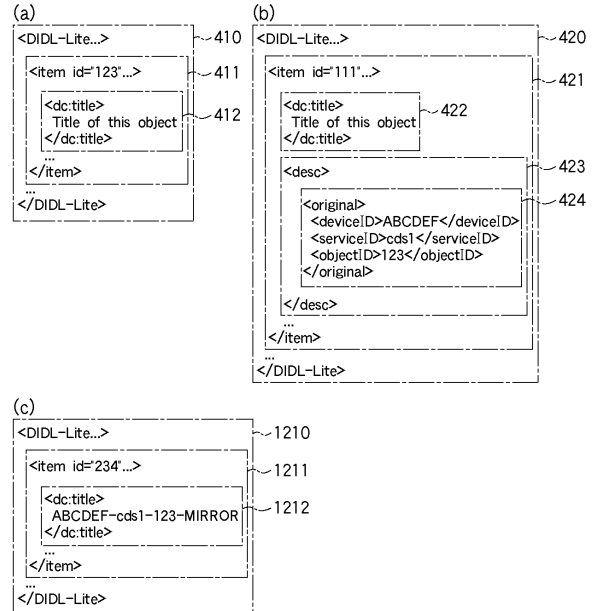 (a)
<DIDL-Lite...>
410
<item id="123"...>
411
<dc:title>
Title of this object
412
</dc:title>
...
</item>
...
</DIDL-Lite>
(b)
<DIDL-Lite...>
420
<item id="111"...>
421
<dc:title>
Title of this object
422
</dc:title>
423
<desc>
424
<original>
<deviceID>ABCDEF</deviceID>
<serviceID>cds1</serviceID>
<objectID>123</objectID>
</original>
</desc>
...
</item>
...
</DIDL-Lite>
(c)
<DIDL-Lite...>
1210
<item id="234"...>
1211
<dc:title>
ABCDEF-cds1-123-MIRROR
1212
</dc:title>
...
</item>
...
</DIDL-Lite>